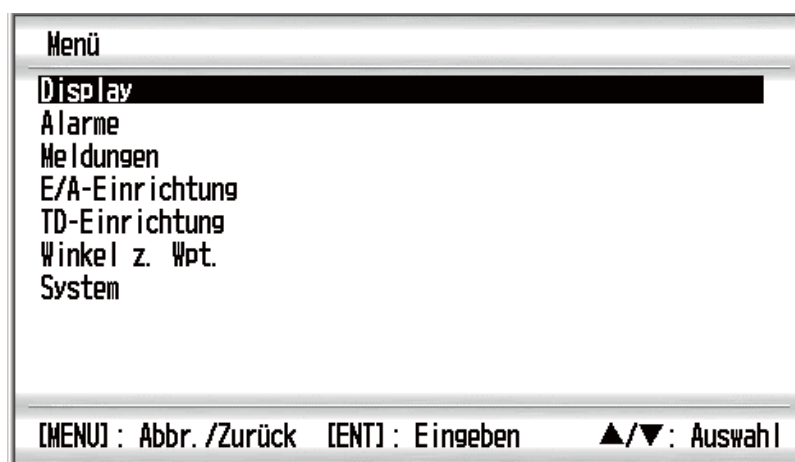 Menü
Display
Alarme
Meldungen
E/A-Einrichtung
TD-Einrichtung
Winkel z. Wpt.
System
[MENU]: Abbr./Zurück [ENT]: Eingeben ▲/▼: Auswahl